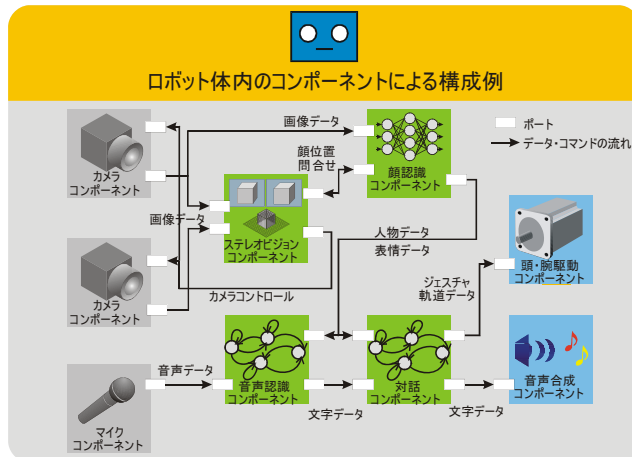 ロボット体内のコンポーネントによる構成例
カメラ
コンポーネント
画像データ
顔位置
問合せ
顔認識
コンポーネント
ポート
データ・コマンドの流れ
画像データ
ステレオビジョン
コンポーネント
人物データ
表情データ
カメラ
コンポーネント
カメラコントロール
ジェスチャ
軌道データ
頭・腕駆動
コンポーネント
音声データ
マイク
コンポーネント
音声認識
コンポーネント
文字データ
対話
コンポーネント
文字データ
音声合成
コンポーネント